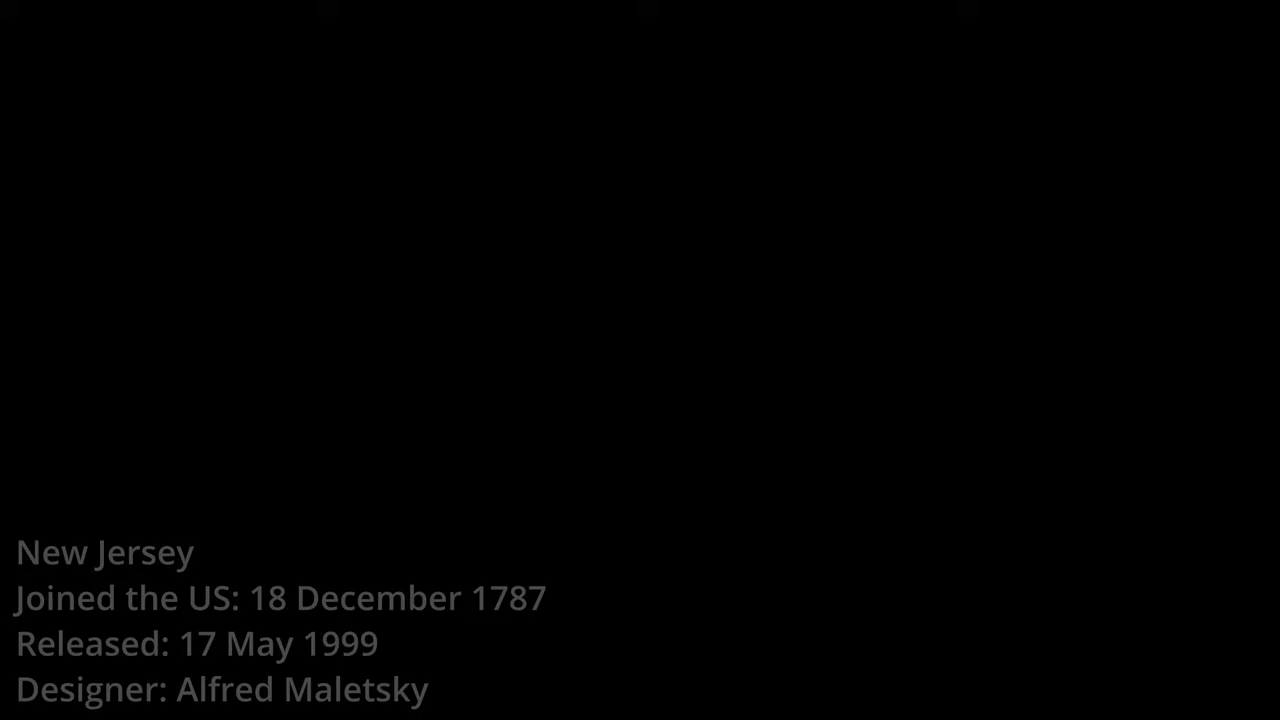 New Jersey
Joined the US: 18 December 1787
Released: 17 May 1999
Designer: Alfred Maletsky